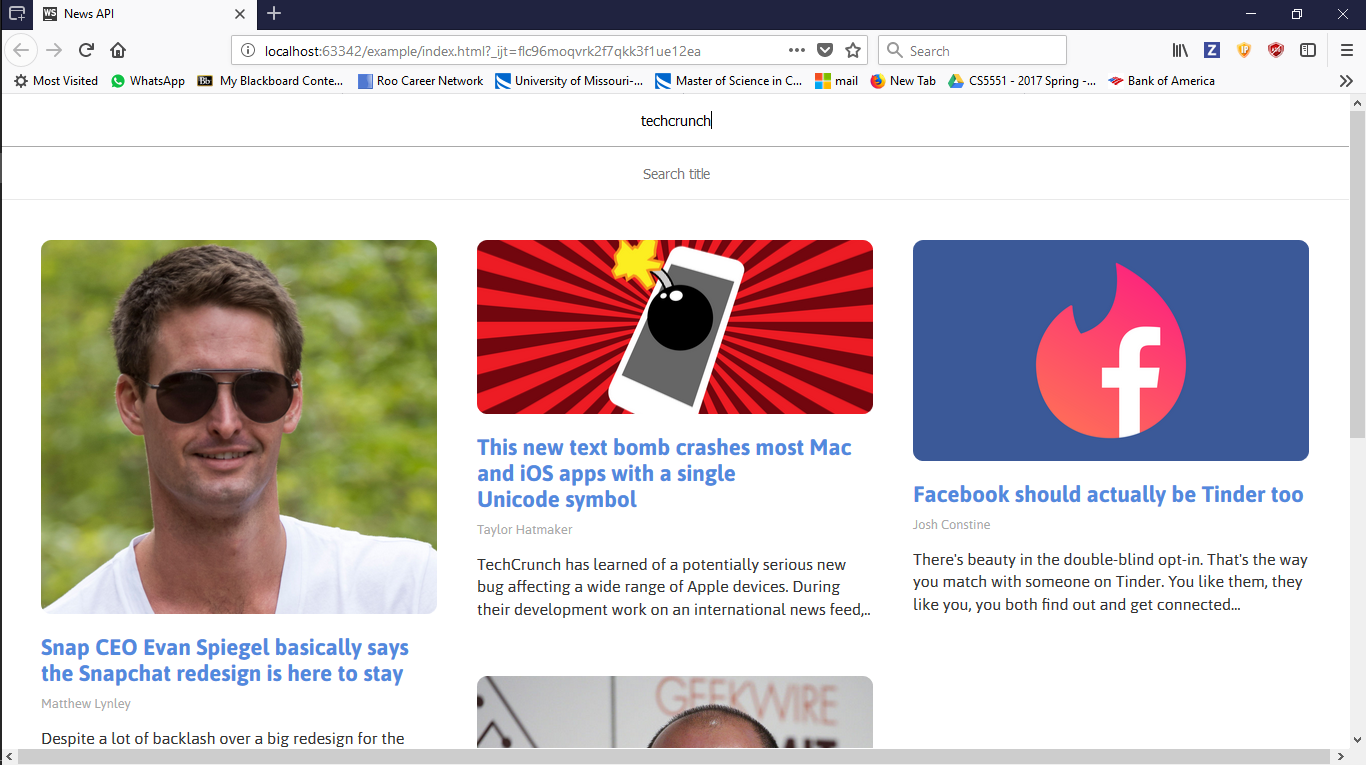 WS News API
localhost:63342/example/index.html?_ijt=flc96moqvrk2f7qkk3f1ue12ea
Search
Z
Most Visited
WhatsApp
Bb My Blackboard Conte...
Roo Career Network
University of Missouri-...
Master of Science in C...
mail
New Tab
CS5551 - 2017 Spring -...
Bank of America
techcrunch
Search title
Snap CEO Evan Spiegel basically says
the Snapchat redesign is here to stay
Matthew Lynley
Despite a lot of backlash over a big redesign for the
This new text bomb crashes most Mac
and iOS apps with a single
Unicode symbol
Taylor Hatmaker
TechCrunch has learned of a potentially serious new
bug affecting a wide range of Apple devices. During
their development work on an international news feed,..
GEEKWIRE
f
Facebook should actually be Tinder too
Josh Constine
There's beauty in the double-blind opt-in. That's the way
you match with someone on Tinder. You like them, they
like you, you both find out and get connected...